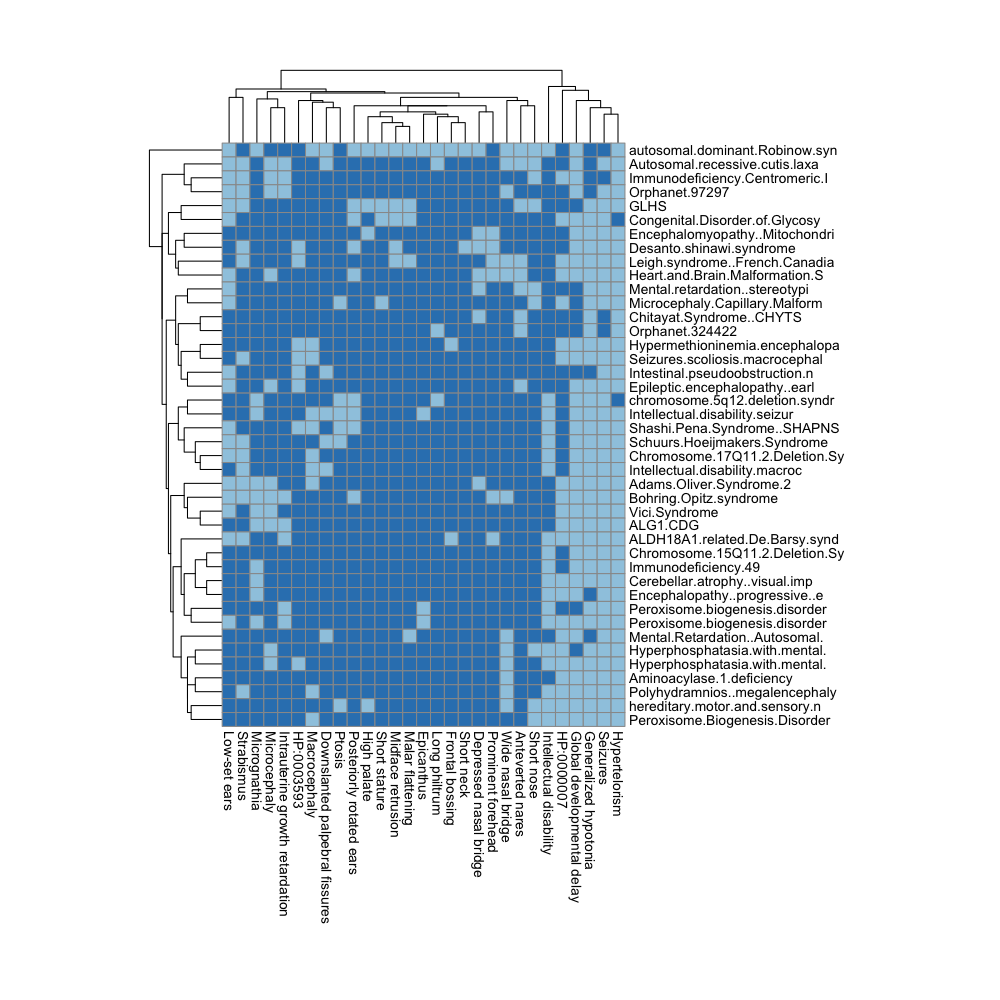 autosomal.dominant.Robinow.syn
Autosomal.recessive.cutis.laxa
Immunodeficiency.Centromeric.I
Orphanet.97297
GLHS
Congenital.Disorder.of.Glycosy
Encephalomyopathy..Mitochondri
Desanto.shinawi.syndrome
Leigh.syndrome..French.Canadia
Heart.and.Brain.Malformation.S
Mental.retardation..stereotypi
Microcephaly.Capillary.Malform
Chitayat.Syndrome..CHYTS
Orphanet.324422
Hypermethioninemia.encephalopa
Seizures.scoliosis.macrocephal
Intestinal.pseudoobstruction.n
Epileptic.encephalopathy..earl
chromosome.5q12.deletion.syndr
Intellectual.disability.seizur
Shashi.Pena.Syndrome..SHAPNS
Schuurs.Hoeijmakers.Syndrome
Chromosome.17Q11.2.Deletion.Sy
Intellectual.disability.macroc
Adams.Oliver.Syndrome.2
Bohring.Opitz.syndrome
Vici.Syndrome
ALG1.CDG
ALDH18A1.related.De.Barsy.synd
Chromosome.15Q11.2.Deletion.Sy
Immunodeficiency.49
Cerebellar.atrophy..visual.imp
Encephalopathy..progressive..e
Peroxisome.biogenesis.disorder
Peroxisome.biogenesis.disorder
Mental.Retardation..Autosomal.
Hyperphosphatasia.with.mental.
Hyperphosphatasia.with.mental.
Aminoacylase.1.deficiency
Polyhydramnios..megalencephaly
hereditary.motor.and.sensory.n
Peroxisome.Biogenesis.Disorder
Low-set ears
Strabismus
Micrognathia
Microcephaly
Intrauterine growth retardation
HP:0003593
Macrocephaly
Downslanted palpebral fissures
Ptosis
Posteriorly rotated ears
High palate
Short stature
Midface retrusion
Malar flattening
Epicanthus
Long philtrum
Frontal bossing
Short neck
Depressed nasal bridge
Prominent forehead
Wide nasal bridge
Anteverted nares
Short nose
Intellectual disability
HP:0000007
Global developmental delay
Generalized hypotonia
Seizures
Hypertelorism